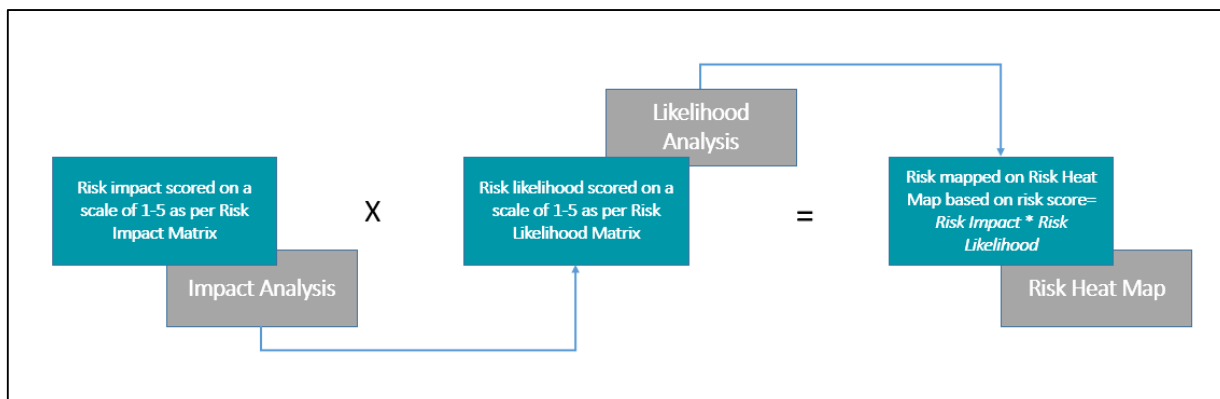 Risk impact scored on a
scale of 1-5 as per Risk
Impact Matrix
Impact Analysis
X
Likelihood
Analysis
Risk likelihood scored on a
scale of 1-5 as per Risk
Likelihood Matrix
=
Risk mapped on Risk Heat
Map based on risk score=
Risk Impact * Risk
Likelihood
Risk Heat Map